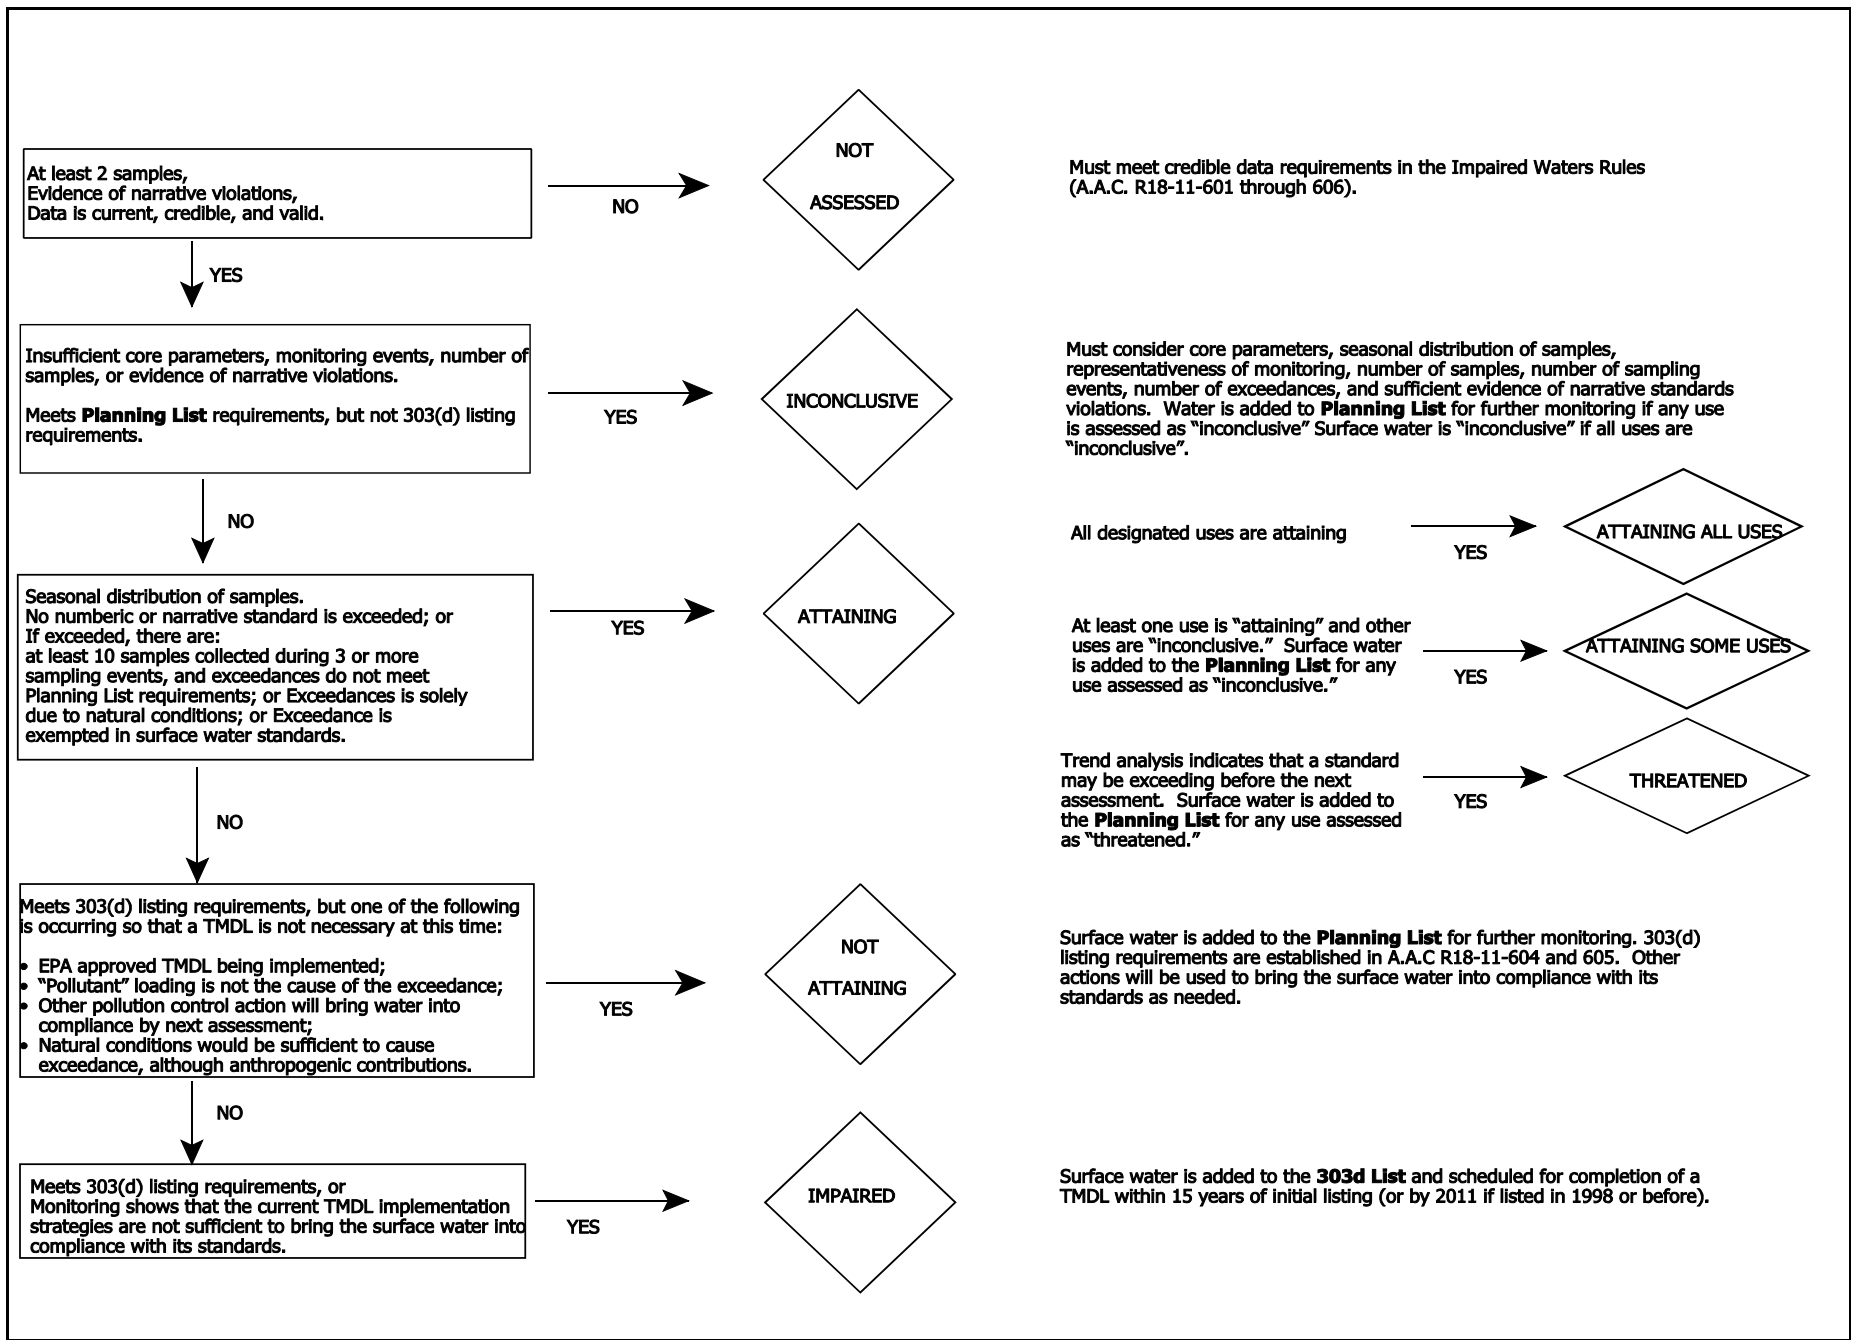 At least 2 samples,
Evidence of narrative violations,
Data is current, credible, and valid.
NO
NOT
ASSESSED
Must meet credible data requirements in the Impaired Waters Rules
(A.A.C. R18-11-601 through 606).
YES
Insufficient core parameters, monitoring events, number of
samples, or evidence of narrative violations.
Meets Planning List requirements, but not 303(d) listing
requirements.
YES
INCONCLUSIVE
Must consider core parameters, seasonal distribution of samples,
representativeness of monitoring, number of samples, number of sampling
events, number of exceedances, and sufficient evidence of narrative standards
violations. Water is added to Planning List for further monitoring if any use
is assessed as “inconclusive” Surface water is “inconclusive” if all uses are
“inconclusive”.
NO
Seasonal distribution of samples.
No numberic or narrative standard is exceeded; or
If exceeded, there are:
at least 10 samples collected during 3 or more
sampling events, and exceedances do not meet
Planning List requirements; or Exceedances is solely
due to natural conditions; or Exceedance is
exempted in surface water standards.
YES
ATTAINING
All designated uses are attaining
YES
ATTAINING ALL USES
At least one use is “attaining” and other
uses are “inconclusive.” Surface water
is added to the Planning List for any
use assessed as “inconclusive.”
YES
ATTAINING SOME USES
Trend analysis indicates that a standard
may be exceeding before the next
assessment. Surface water is added to
the Planning List for any use assessed
as “threatened.”
YES
THREATENED
NO
Meets 303(d) listing requirements, but one of the following
is occurring so that a TMDL is not necessary at this time:
• EPA approved TMDL being implemented;
• “Pollutant” loading is not the cause of the exceedance;
• Other pollution control action will bring water into
compliance by next assessment;
• Natural conditions would be sufficient to cause
exceedance, although anthropogenic contributions.
YES
NOT
ATTAINING
Surface water is added to the Planning List for further monitoring. 303(d)
listing requirements are established in A.A.C R18-11-604 and 605. Other
actions will be used to bring the surface water into compliance with its
standards as needed.
NO
Meets 303(d) listing requirements, or
Monitoring shows that the current TMDL implementation
strategies are not sufficient to bring the surface water into
compliance with its standards.
YES
IMPAIRED
Surface water is added to the 303d List and scheduled for completion of a
TMDL within 15 years of initial listing (or by 2011 if listed in 1998 or before).